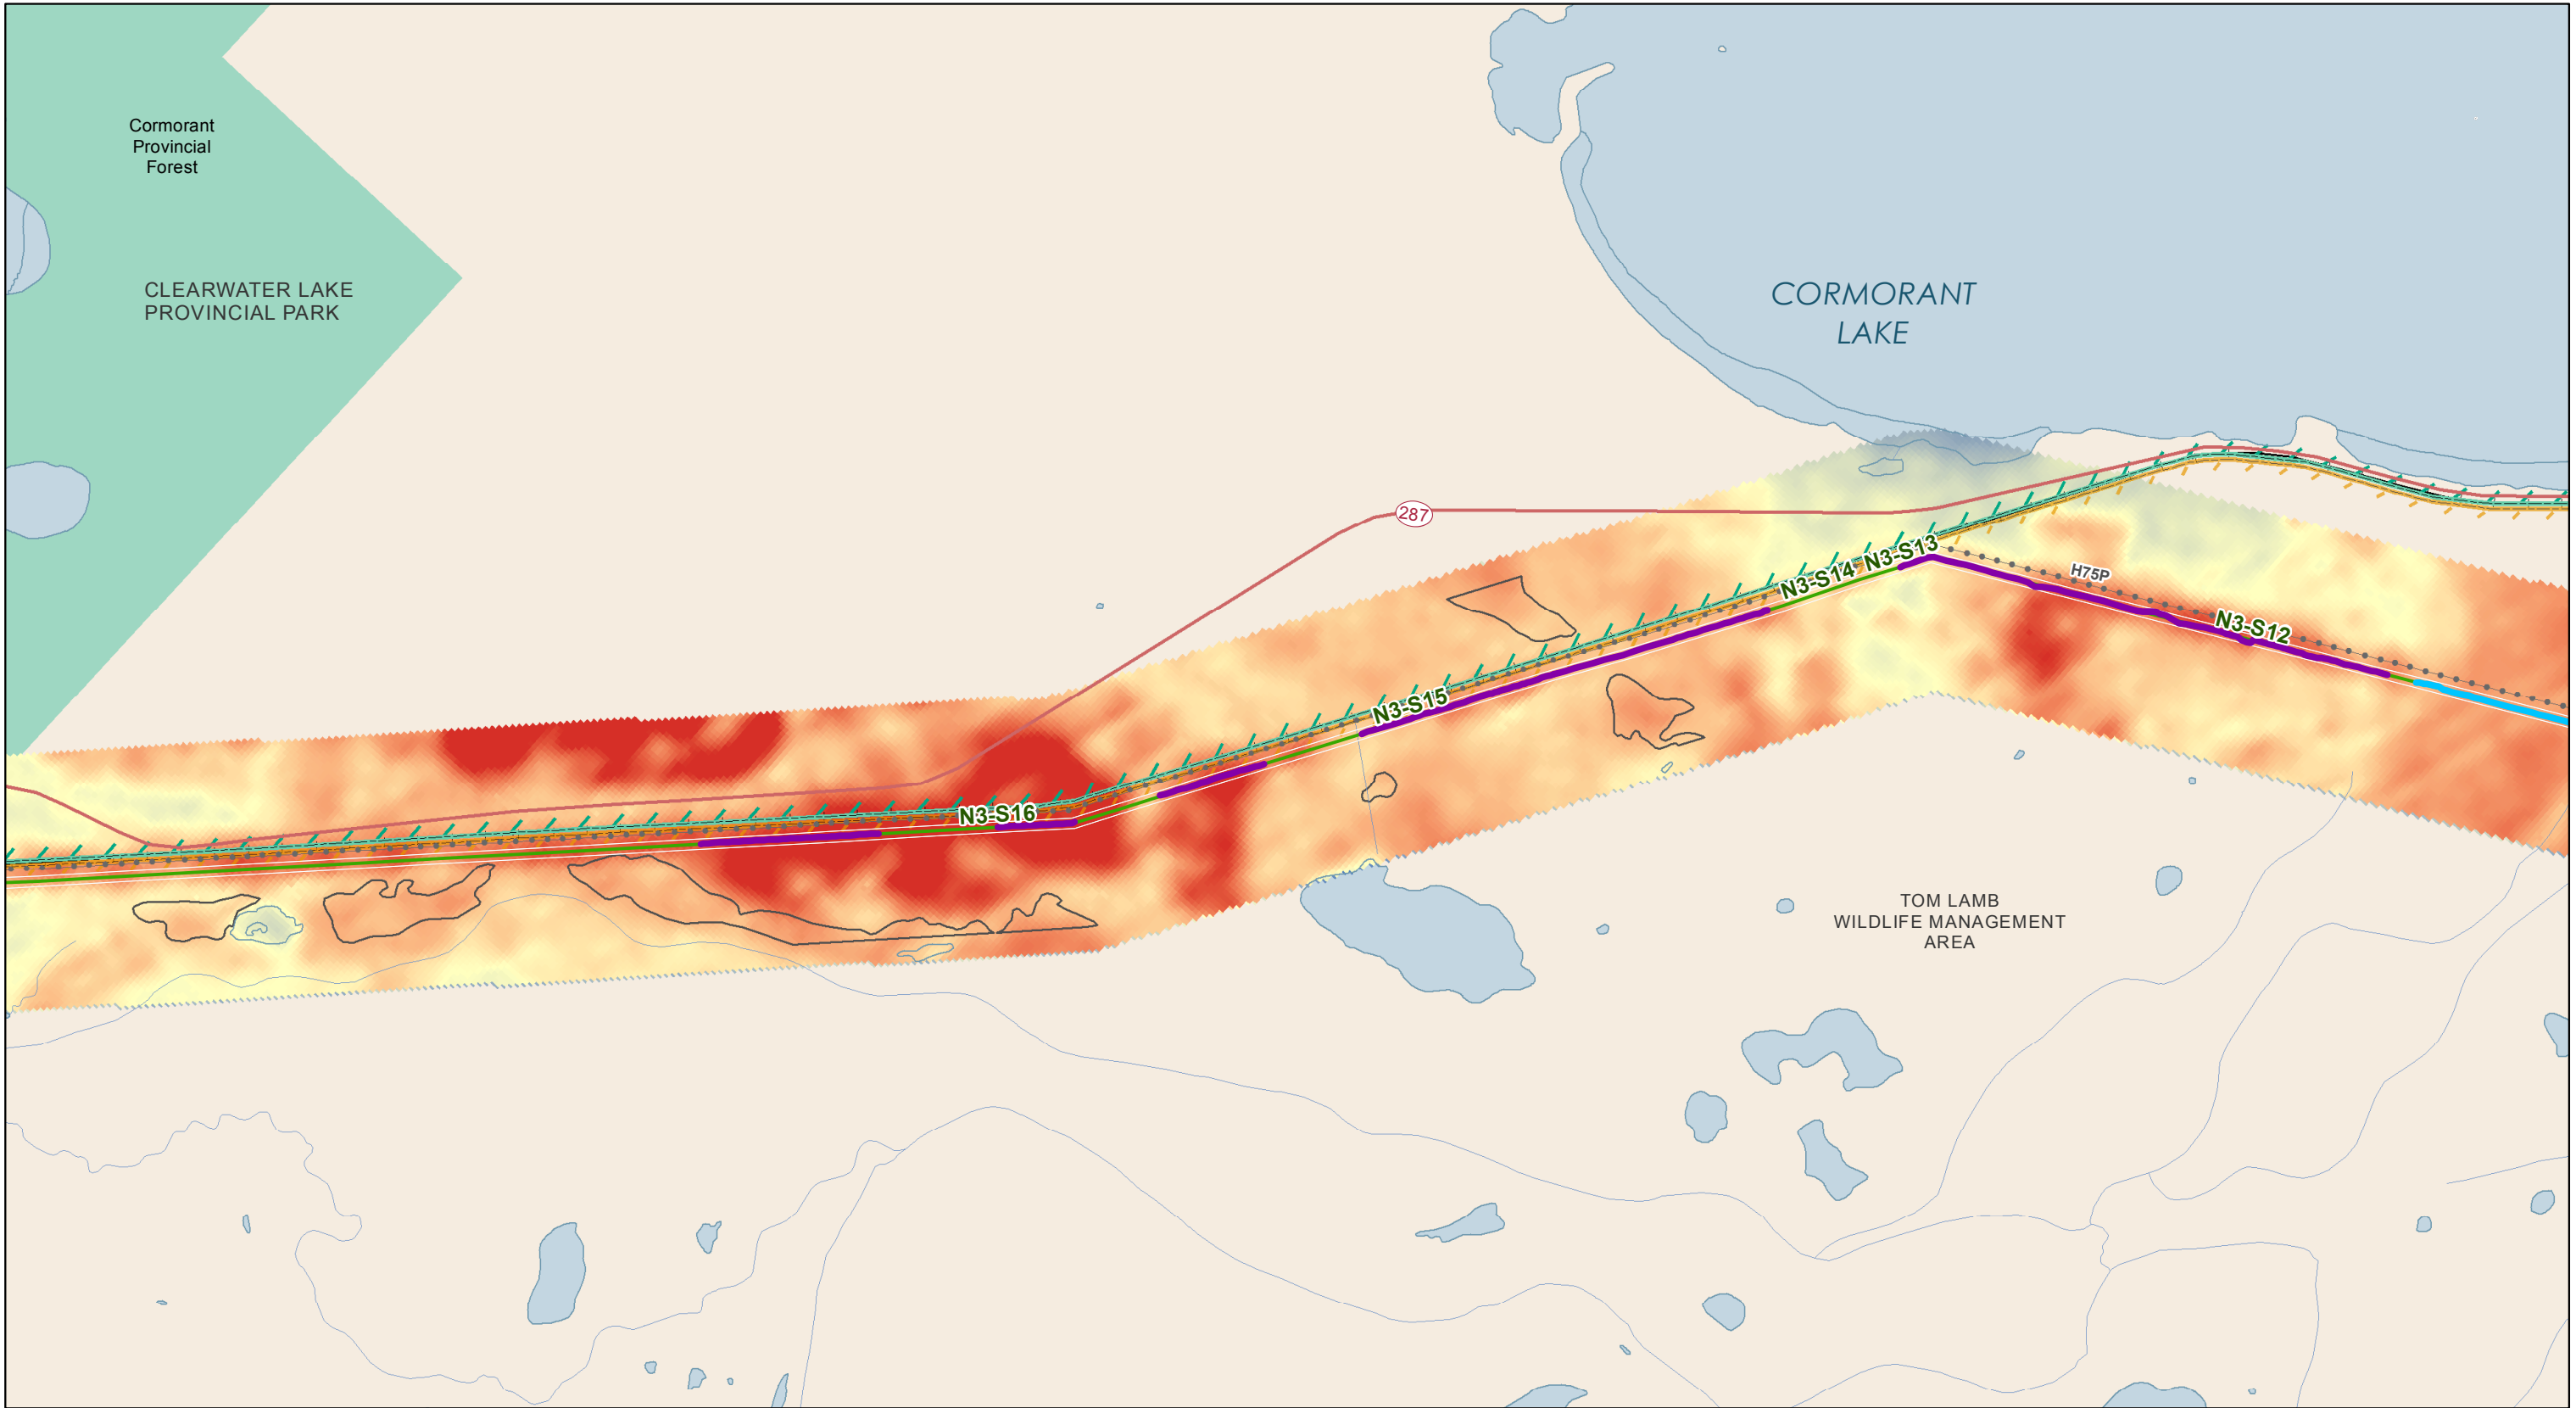 Cormorant
Provincial
Forest
CLEARWATER LAKE
PROVINCIAL PARK
CORMORANT
LAKE
287
N3-S13
N3-S14
H75P
N3-S12
N3-S15
N3-S16
TOM LAMB
WILDLIFE MANAGEMENT
AREA